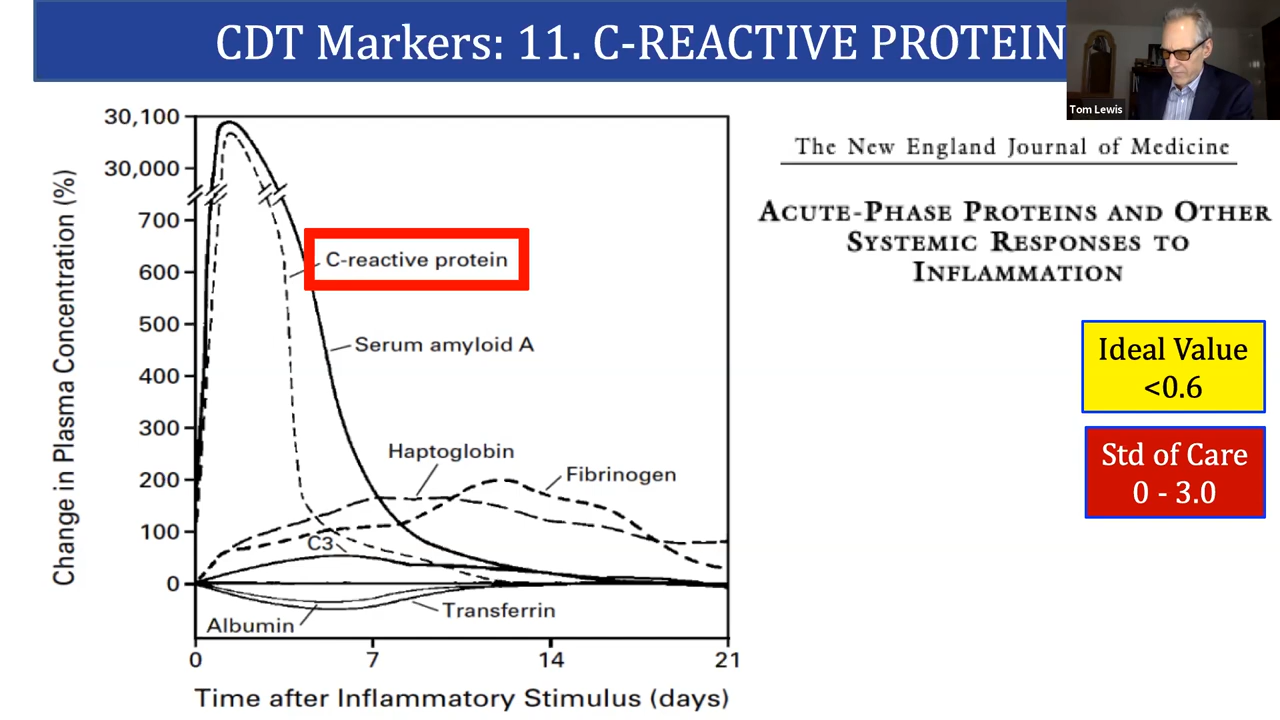 CDT Markers: 11. C-REACTIVE PROTEIN
Tom Lewis
The New England Journal of Medicine
ACUTE-PHASE PROTEINS AND OTHER
SYSTEMIC RESPONSES TO
INFLAMMATION
Ideal Value
<0.6
Std of Care
0 - 3.0
Change in Plasma Concentration (%)
30,100
30,000
700
600
500
400
300
200
100
0
C-reactive protein
Serum amyloid A
Haptoglobin
Fibrinogen
C3
Transferrin
Albumin
0 7 14 21
Time after Inflammatory Stimulus (days)